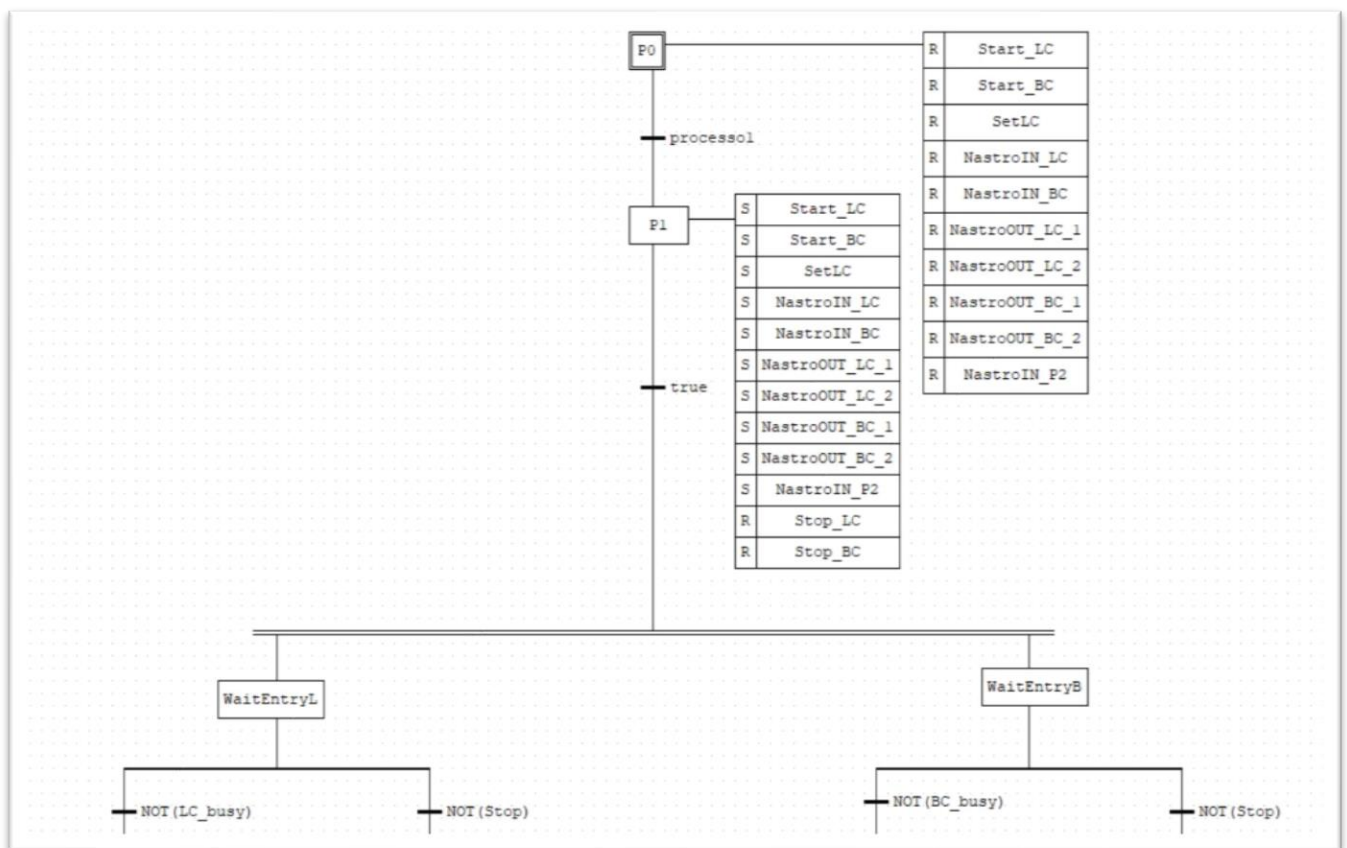 P0
R Start_LC
R Start_BC
R SetLC
R NastroIN_LC
R NastroIN_BC
R NastroOUT_LC_1
R NastroOUT_LC_2
R NastroOUT_BC_1
R NastroOUT_BC_2
R NastroIN_P2
processo1
P1
S Start_LC
S Start_BC
S SetLC
S NastroIN_LC
S NastroIN_BC
S NastroOUT_LC_1
S NastroOUT_LC_2
S NastroOUT_BC_1
S NastroOUT_BC_2
S NastroIN_P2
R Stop_LC
R Stop_BC
true
WaitEntryL
WaitEntryB
NOT(LC_busy)
NOT(Stop)
NOT(BC_busy)
NOT(Stop)